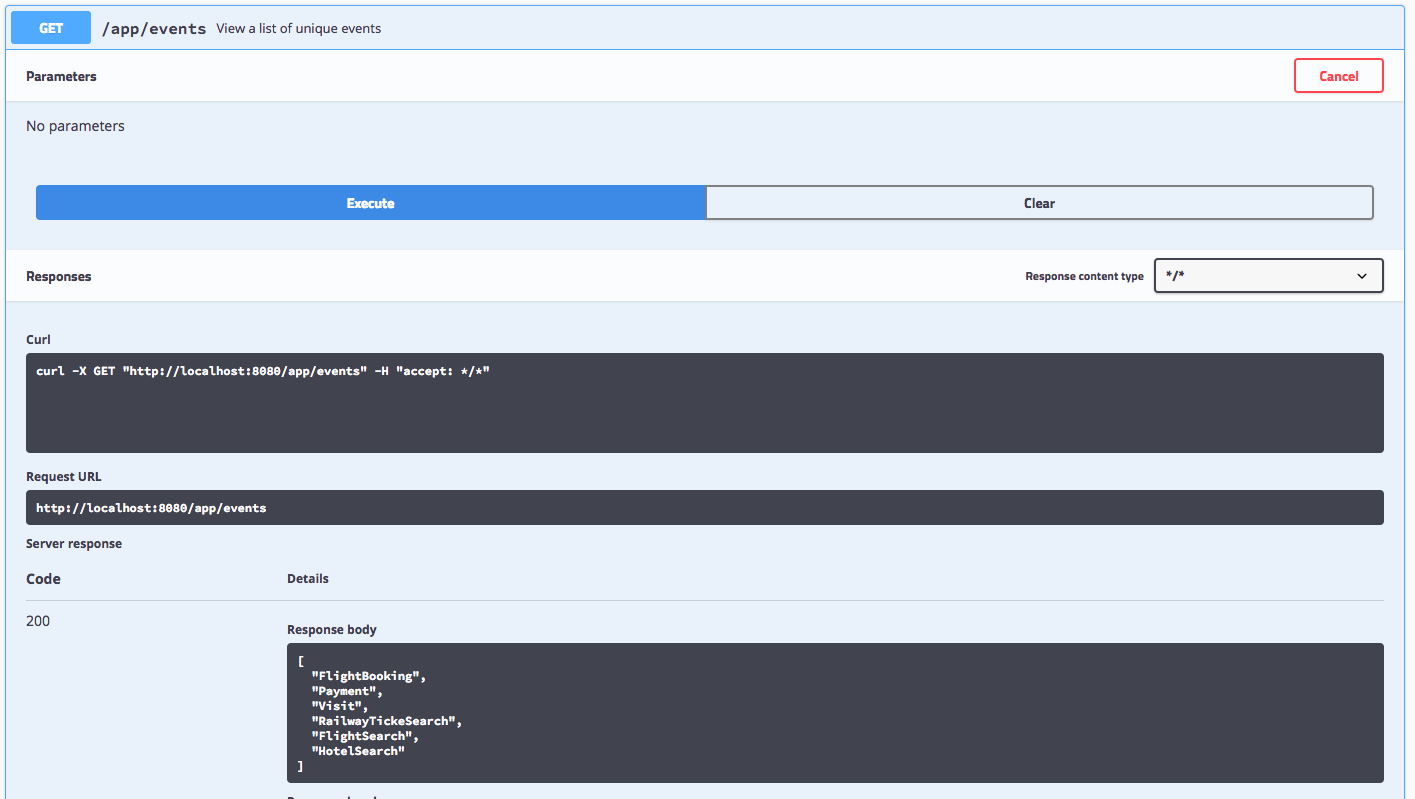 GET /app/events View a list of unique events
Parameters
Cancel
No parameters
Execute
Clear
Responses
Response content type
*/*
Curl
curl -X GET "http://localhost:8080/app/events" -H "accept: */*"
Request URL
http://localhost:8080/app/events
Server response
Code
Details
200
Response body
[
"FlightBooking",
"Payment",
"Visit",
"RailwayTickeSearch",
"FlightSearch",
"HotelSearch"
]